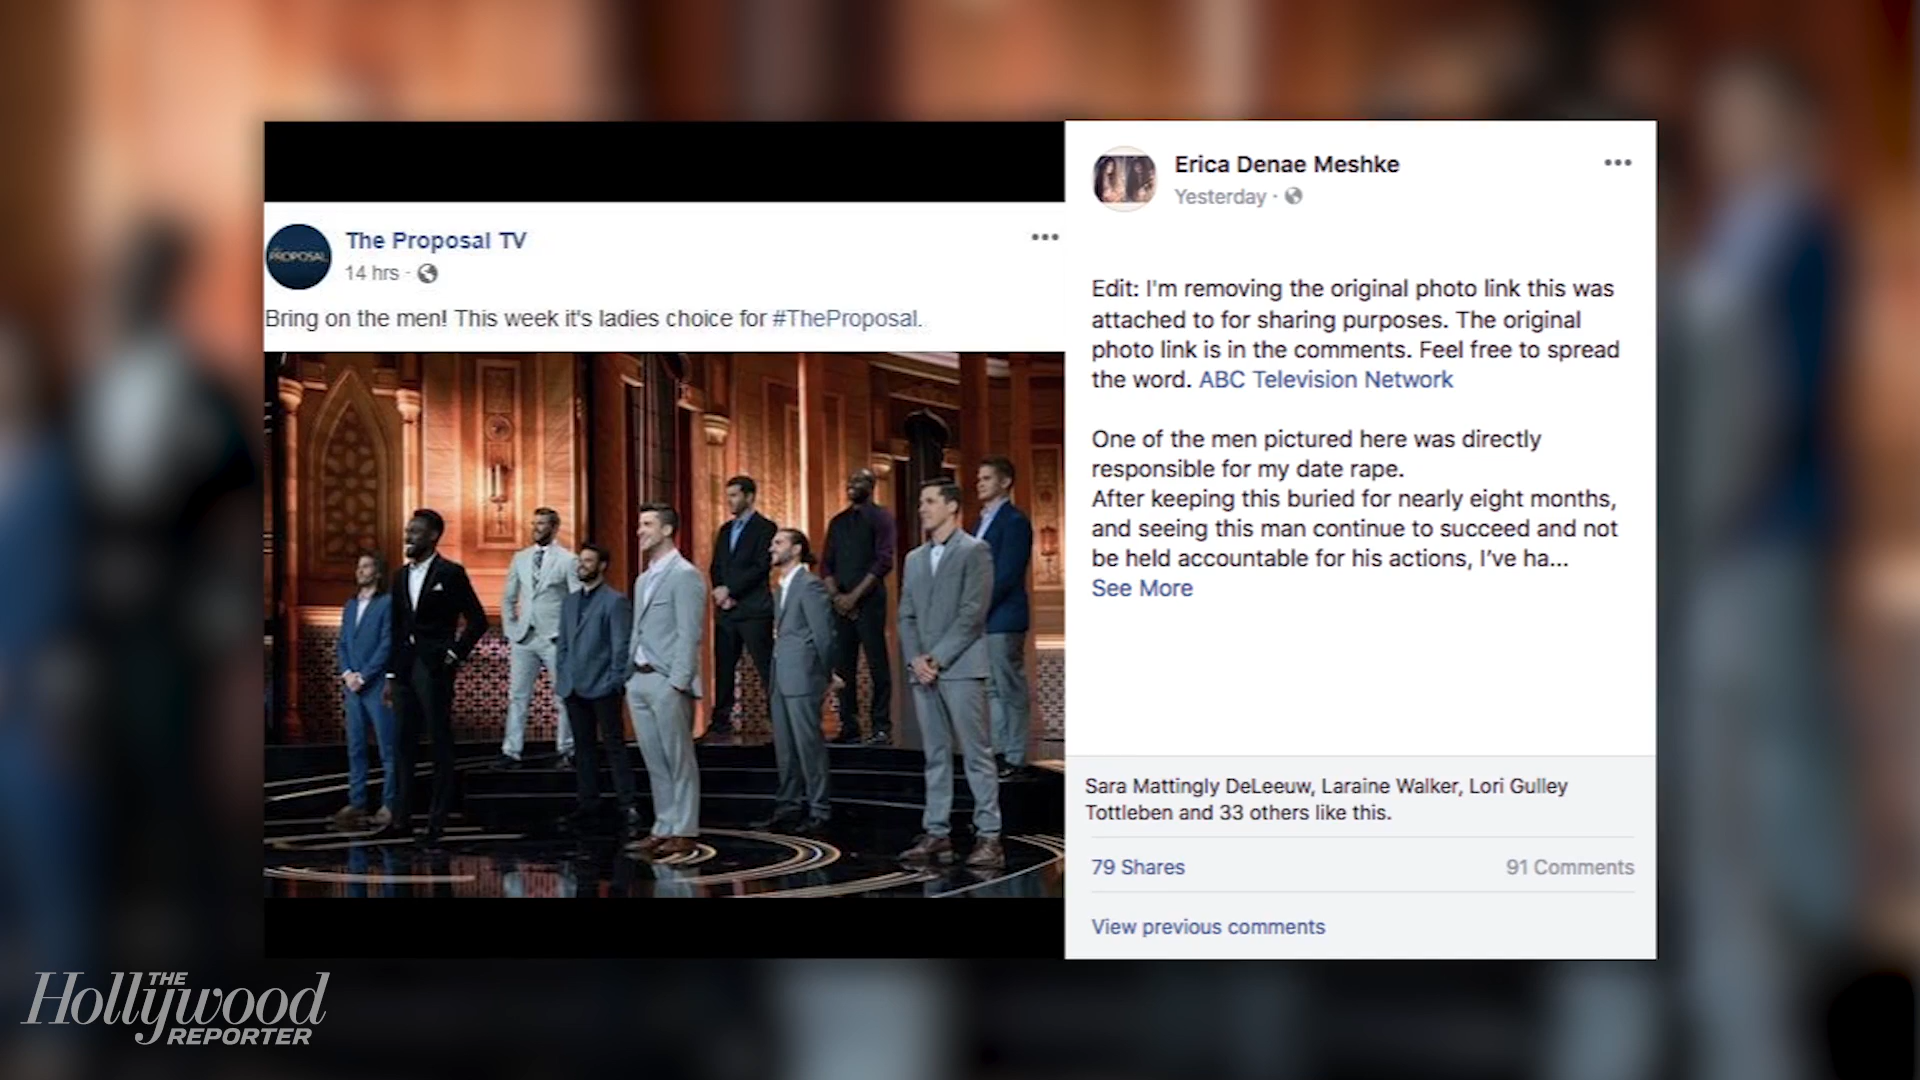 PROPOSAL
The Proposal TV
14 hrs ·
Bring on the men! This week it's ladies choice for #TheProposal.
Erica Denae Meshke
Yesterday ·
Edit: I'm removing the original photo link this was
attached to for sharing purposes. The original
photo link is in the comments. Feel free to spread
the word. ABC Television Network
One of the men pictured here was directly
responsible for my date rape.
After keeping this buried for nearly eight months,
and seeing this man continue to succeed and not
be held accountable for his actions, I've ha...
See More
Sara Mattingly DeLeeuw, Laraine Walker, Lori Gulley
Tottleben and 33 others like this.
79 Shares
91 Comments
View previous comments
THE
Hollywood
REPORTER